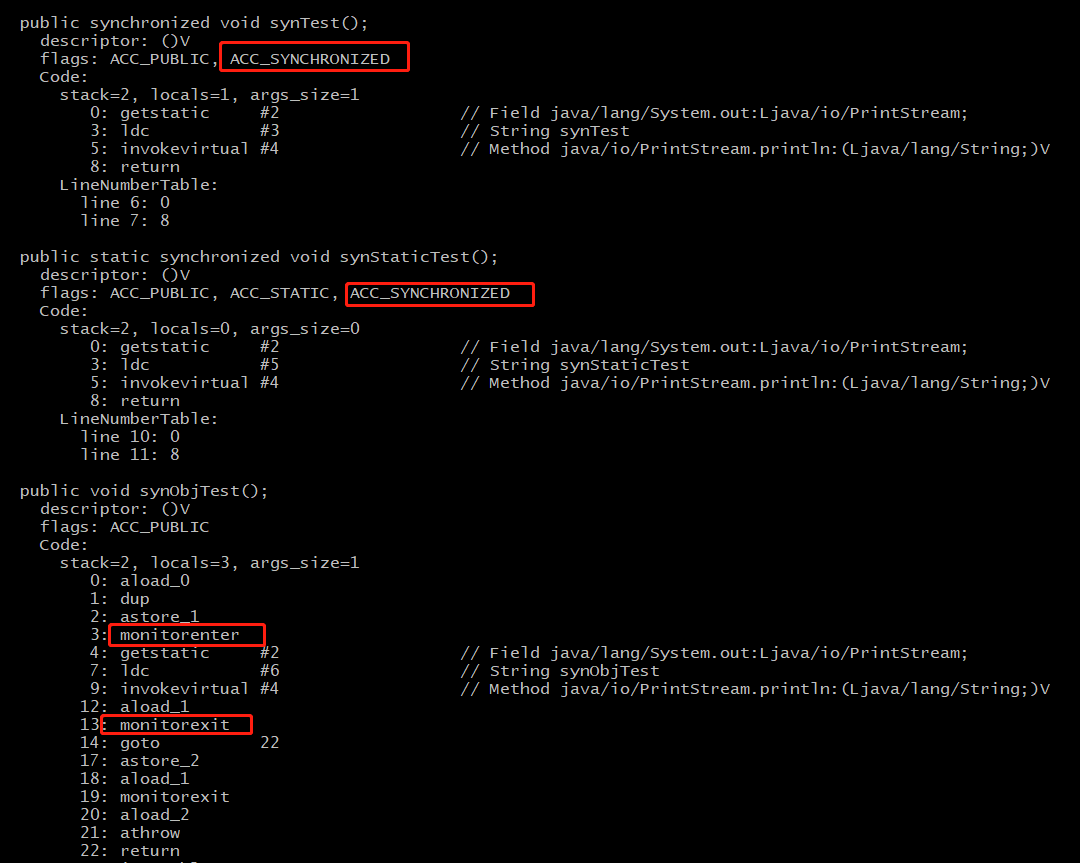 public synchronized void synTest();
descriptor: ()V
flags: ACC_PUBLIC, ACC_SYNCHRONIZED
Code:
stack=2, locals=1, args_size=1
0: getstatic #2 // Field java/lang/System.out:Ljava/io/PrintStream;
3: ldc #3 // String synTest
5: invokevirtual #4 // Method java/io/PrintStream.println:(Ljava/lang/String;)V
8: return
LineNumberTable:
line 6: 0
line 7: 8
public static synchronized void synStaticTest();
descriptor: ()V
flags: ACC_PUBLIC, ACC_STATIC, ACC_SYNCHRONIZED
Code:
stack=2, locals=0, args_size=0
0: getstatic #2 // Field java/lang/System.out:Ljava/io/PrintStream;
3: ldc #5 // String synStaticTest
5: invokevirtual #4 // Method java/io/PrintStream.println:(Ljava/lang/String;)V
8: return
LineNumberTable:
line 10: 0
line 11: 8
public void synObjTest();
descriptor: ()V
flags: ACC_PUBLIC
Code:
stack=2, locals=3, args_size=1
0: aload_0
1: dup
2: astore_1
3: monitorenter
4: getstatic #2 // Field java/lang/System.out:Ljava/io/PrintStream;
7: ldc #6 // String synObjTest
9: invokevirtual #4 // Method java/io/PrintStream.println:(Ljava/lang/String;)V
12: aload_1
13: monitorexit
14: goto 22
17: astore_2
18: aload_1
19: monitorexit
20: aload_2
21: athrow
22: return